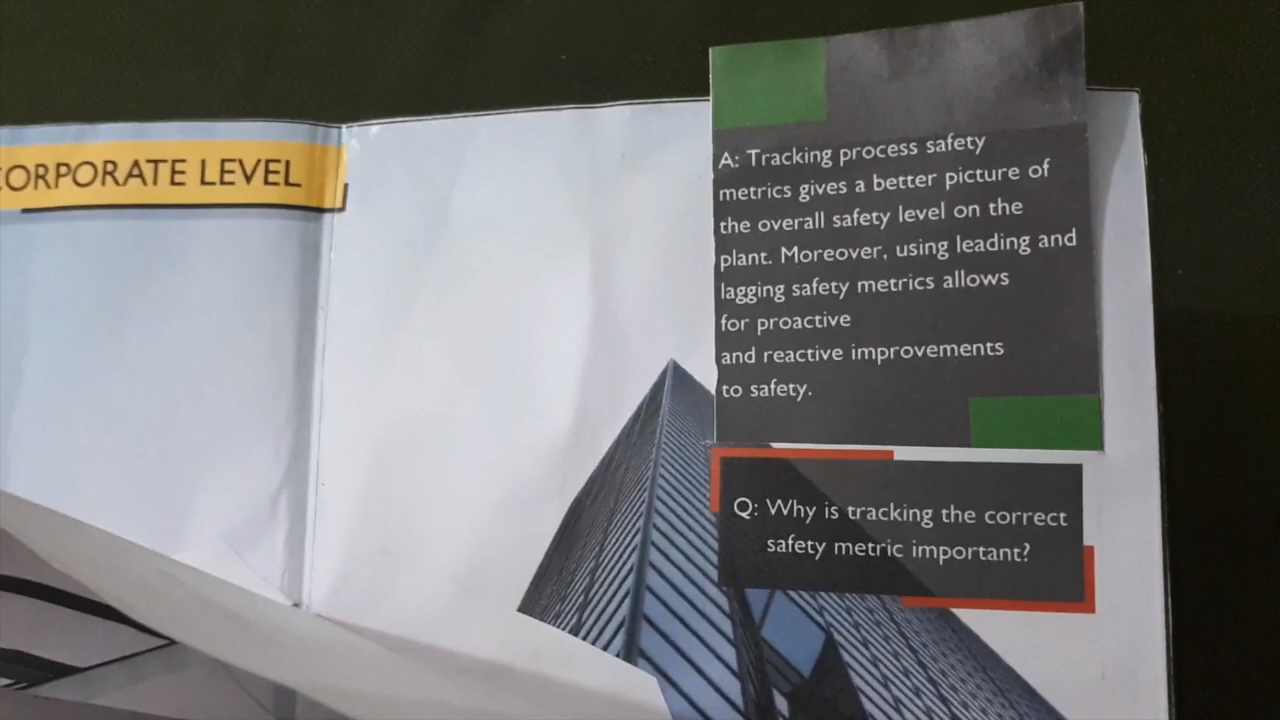 CORPORATE LEVEL
A: Tracking process safety
metrics gives a better picture of
the overall safety level on the
plant. Moreover, using leading and
lagging safety metrics allows
for proactive
and reactive improvements
to safety.
Q: Why is tracking the correct
safety metric important?